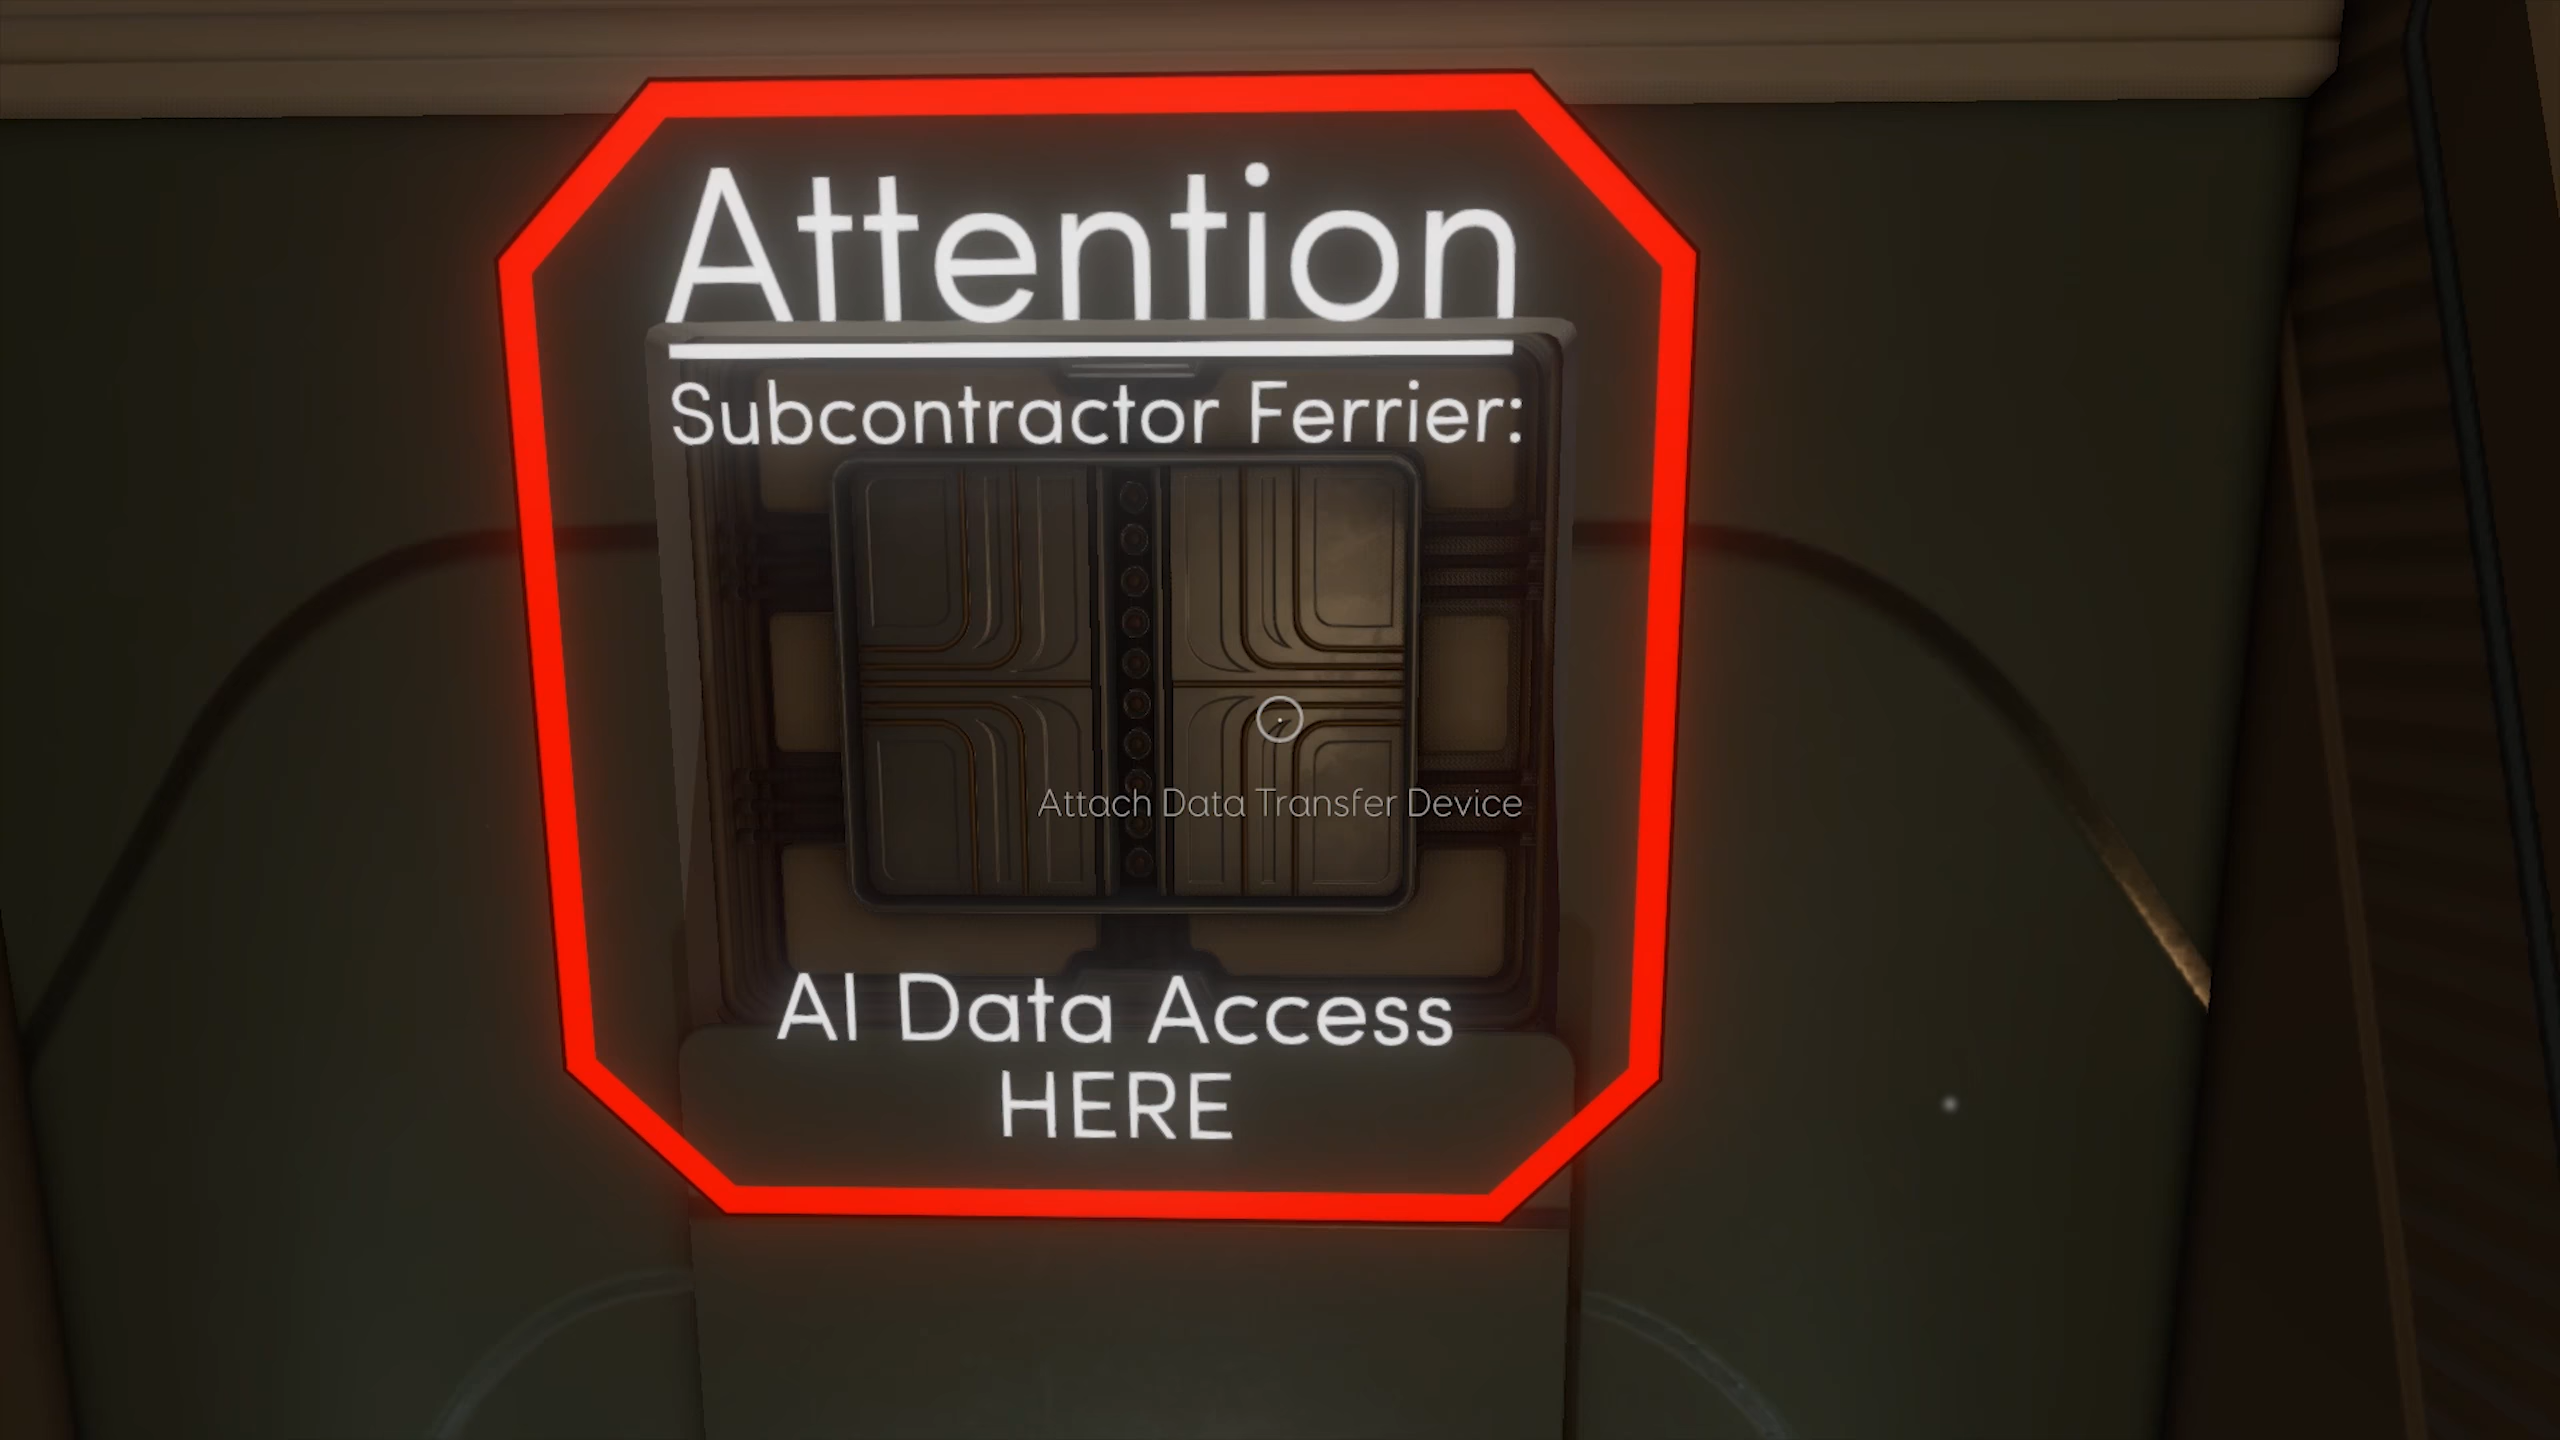 Attention
Subcontractor Ferrier:
Attach Data Transfer Device
AI Data Access
HERE